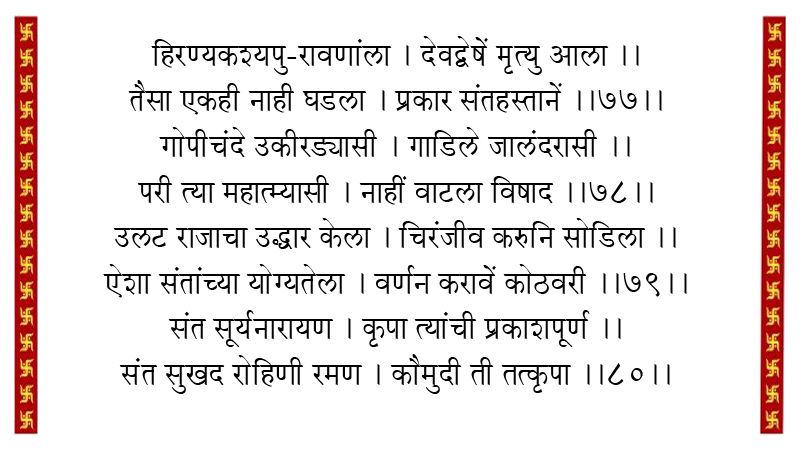 हिरण्यकश्यपु-रावणांला । देवद्वेषें मृत्यु आला ।।
तैसा एकही नाही घडला । प्रकार संतहस्तानें ।।७७।।
गोपीचंदे उकीरड्यासी । गाडिले जालंदरासी ।।
परी त्या महात्म्यासी । नाहीं वाटला विषाद ।।७८।।
उलट राजाचा उद्धार केला । चिरंजीव करुनि सोडिला ।।
ऐशा संतांच्या योग्यतेला । वर्णन करावें कोठवरी ।।७९।।
संत सूर्यनारायण । कृपा त्यांची प्रकाशपूर्ण ।।
संत सुखद रोहिणी रमण । कौमुदी ती तत्कृपा ।।८०।।